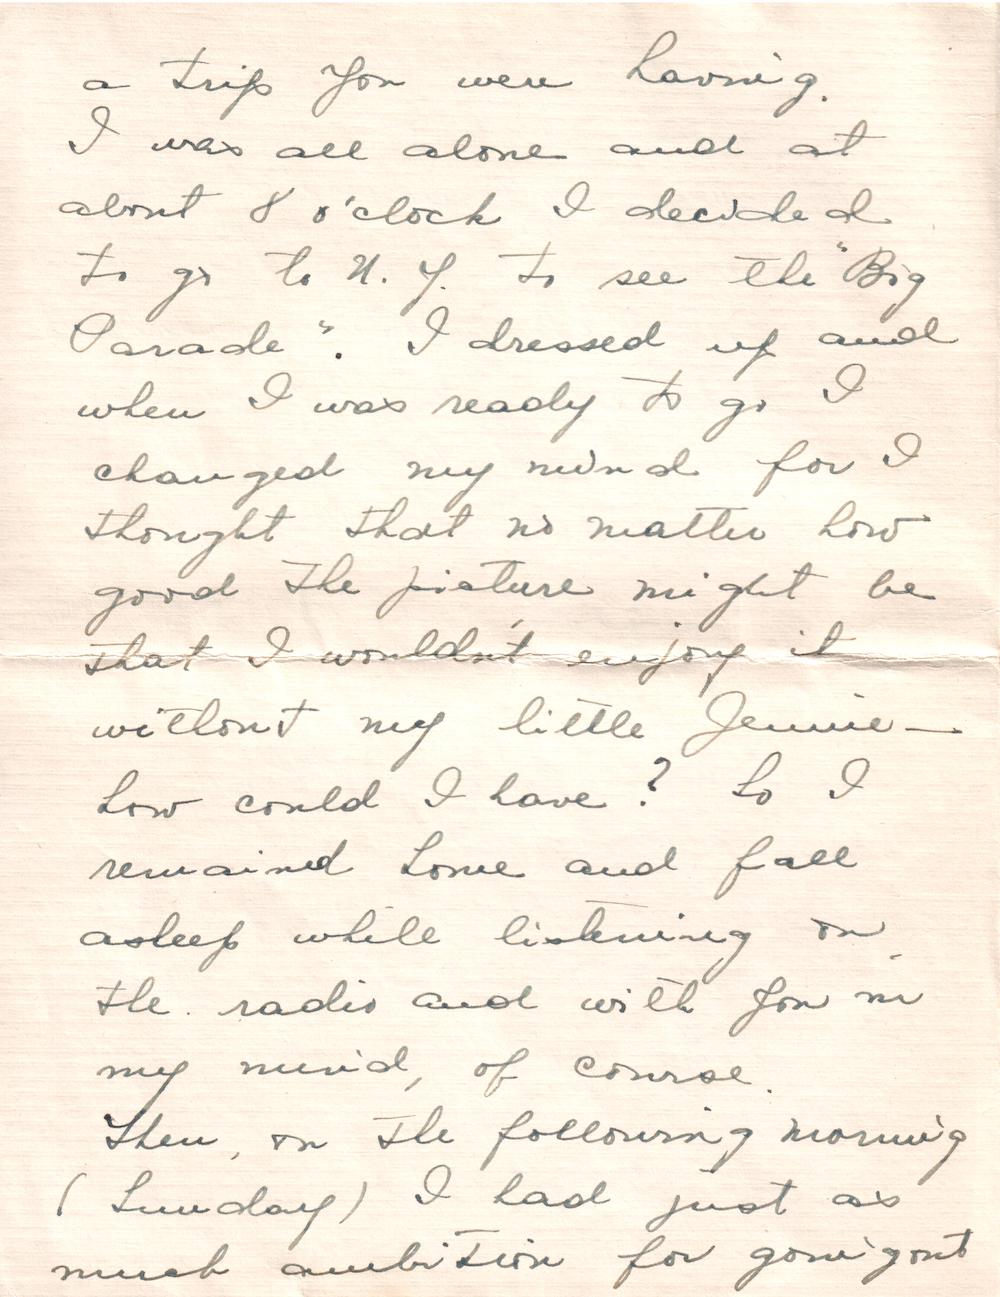 a trip you were having.
I was all alone and at
about 8 o'clock I decided
to go to N. Y. to see the "Big
Parade". I dressed up and
when I was ready to go I
changed my mind for I
thought that no matter how
good the picture might be
that I wouldn't enjoy it
without my little Jennie —
how could I have? So I
remained home and fall
asleep while listening on
the radio and with you in
my mind, of course.
Then, on the following morning
(Sunday) I had just as
much ambition for going out